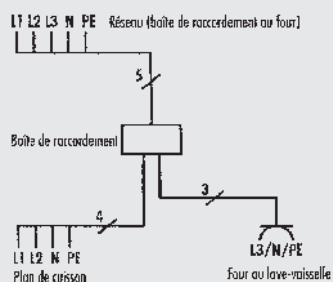 L1 L2 L3 N PE Réseau (boîte de raccordement au four)
5
Boîte de raccordement
4
3
L1 L2 N PE
Plan de cuisson
L3/N/PE
Four ou lave-vaisselle